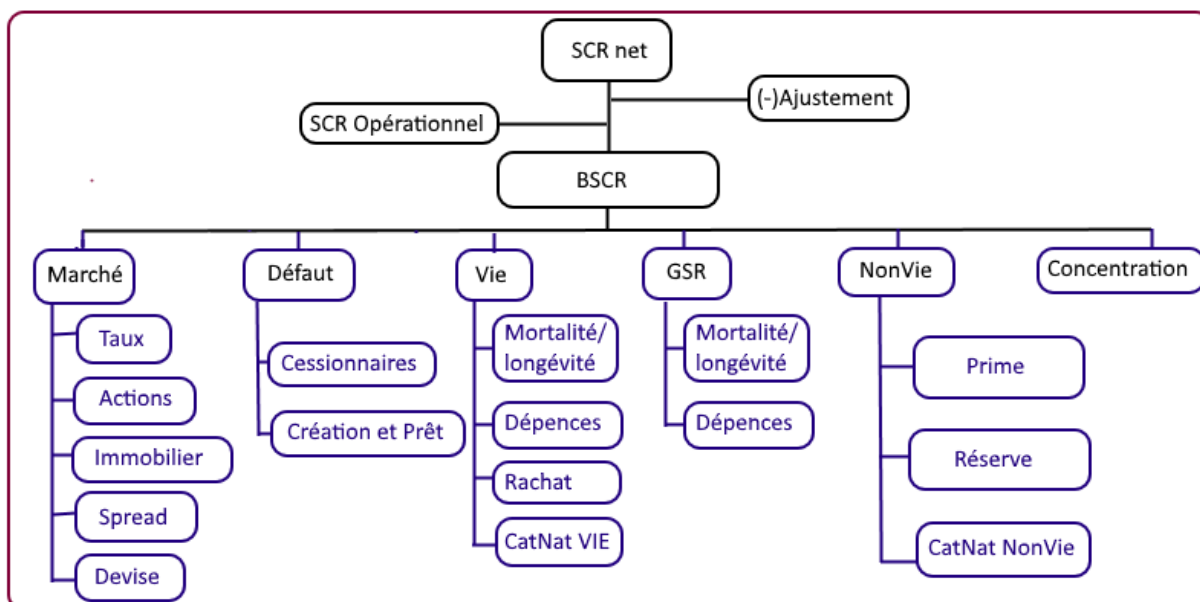 SCR net
(-)Ajustement
SCR Opérationnel
BSCR
Marché
Défaut
Vie
GSR
NonVie
Concentration
Taux
Actions
Immobilier
Spread
Devise
Cessionnaires
Création et Prêt
Mortalité/
longévité
Dépences
Rachat
CatNat VIE
Mortalité/
longévité
Dépences
Prime
Réserve
CatNat NonVie